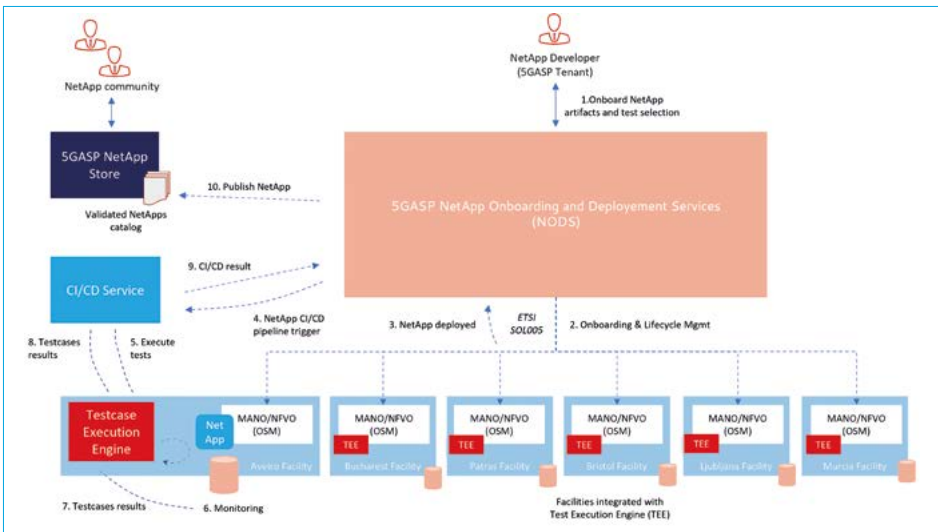 NetApp community
NetApp Developer
(5GASP Tenant)
1.Onboard NetApp
artifacts and test selection
5GASP NetApp
Store
Validated NetApps
catalog
10. Publish NetApp
5GASP NetApp Onboarding and Deployement Services
(NODS)
CI/CD Service
9. CI/CD result
4. NetApp CI/CD
pipeline trigger
3. NetApp deployed
ETSI
SOL005
2. Onboarding & Lifecycle Mgmt
8. Testcases
results
5. Execute
tests
Testcase
Execution
Engine
Net
App
MANO/NFVO
(OSM)
Aveiro Facility
MANO/NFVO
(OSM)
TEE
Bucharest Facility
MANO/NFVO
(OSM)
TEE
Patras Facility
MANO/NFVO
(OSM)
TEE
Bristol Facility
MANO/NFVO
(OSM)
TEE
Ljubljana Facility
MANO/NFVO
(OSM)
TEE
Murcia Facility
7. Testcases results
6. Monitoring
Facilities integrated with
Test Execution Engine (TEE)